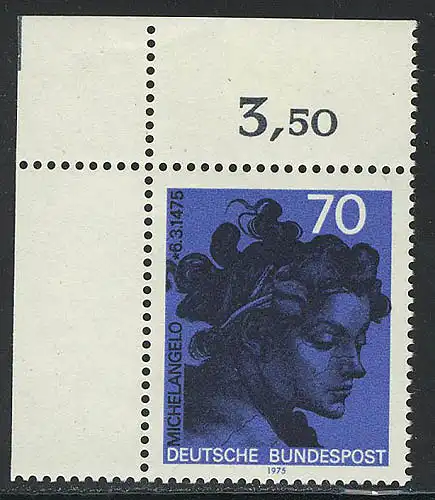 3,50
70
MICHELANGELO *6.3.1475
DEUTSCHE BUNDESPOST
1975